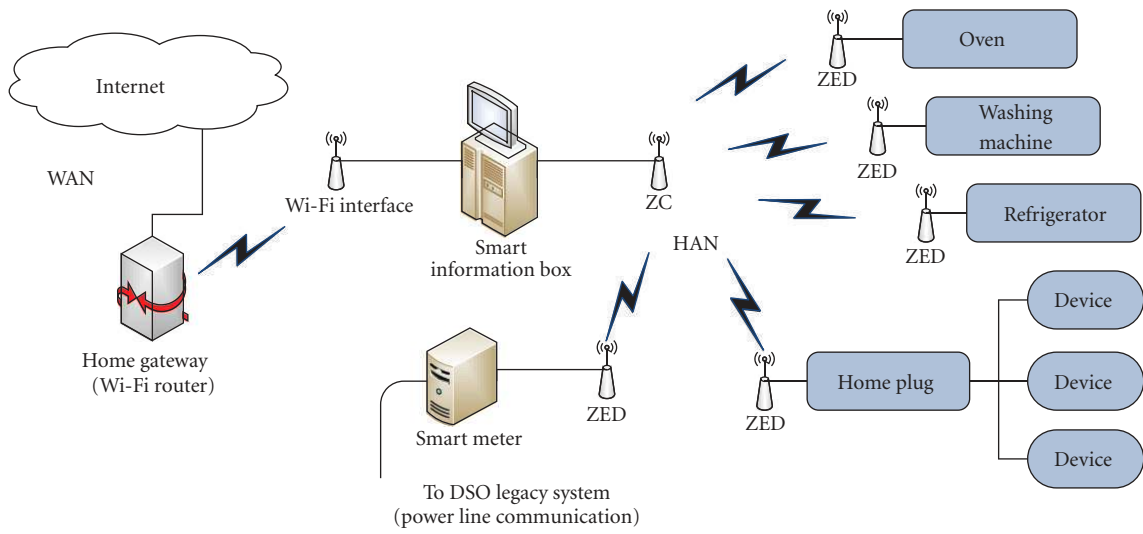 Internet
WAN
Home gateway
(Wi-Fi router)
Wi-Fi interface
Smart
information box
ZC
HAN
ZED
Oven
ZED
Washing
machine
ZED
Refrigerator
Smart meter
ZED
To DSO legacy system
(power line communication)
ZED
Home plug
Device
Device
Device